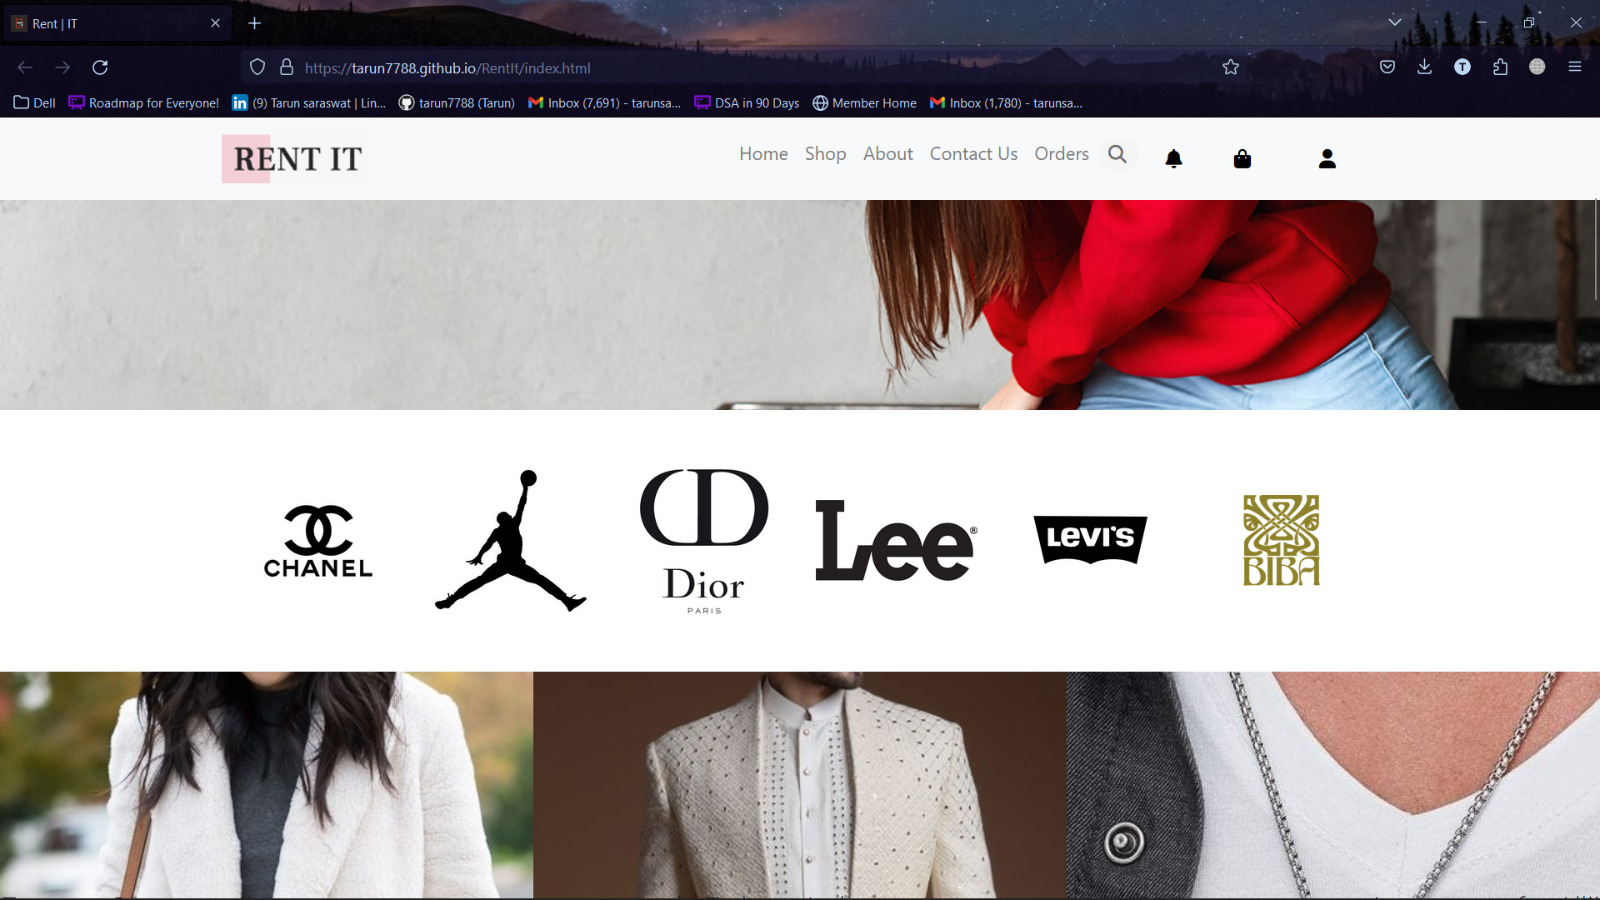 Rent | IT
https://tarun7788.github.io/RentIt/index.html
T
Dell
Roadmap for Everyone!
(9) Tarun saraswat | Lin...
tarun7788 (Tarun)
Inbox (7,691) - tarunsa...
DSA in 90 Days
Member Home
Inbox (1,780) - tarunsa...
RENT IT
Home Shop About Contact Us Orders
CHANEL
Dior
PARIS
Lee®
Levi's
BIBA